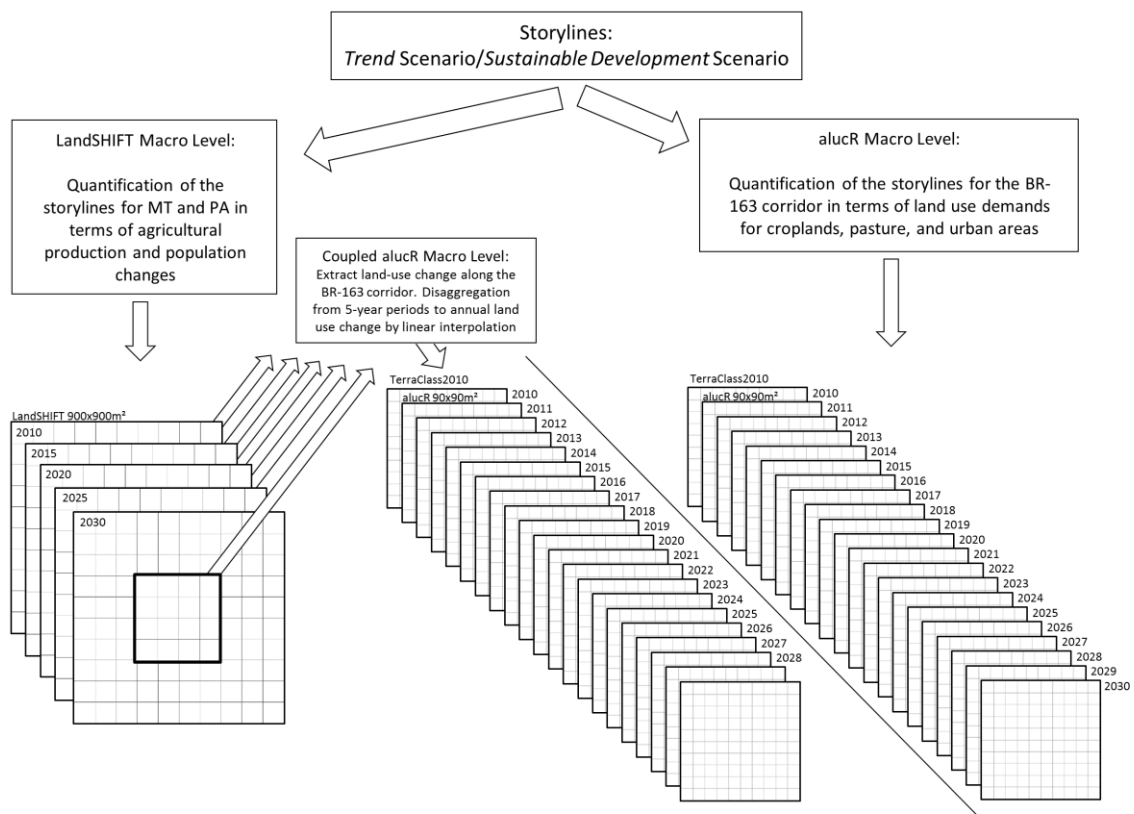 Storylines:
Trend Scenario/Sustainable Development Scenario
LandSHIFT Macro Level:
Quantification of the
storylines for MT and PA in
terms of agricultural
production and population
changes
alucR Macro Level:
Quantification of the storylines for the BR-
163 corridor in terms of land use demands
for croplands, pasture, and urban areas
Coupled alucR Macro Level:
Extract land-use change along the
BR-163 corridor. Disaggregation
from 5-year periods to annual land
use change by linear interpolation
LandSHIFT 900x900m²
2010
2015
2020
2025
2030
TerraClass2010
alucR 90x90m²
2010
2011
2012
2013
2014
2015
2016
2017
2018
2019
2020
2021
2022
2023
2024
2025
2026
2027
2028
TerraClass2010
alucR 90x90m²
2010
2011
2012
2013
2014
2015
2016
2017
2018
2019
2020
2021
2022
2023
2024
2025
2026
2027
2028
2029
2030